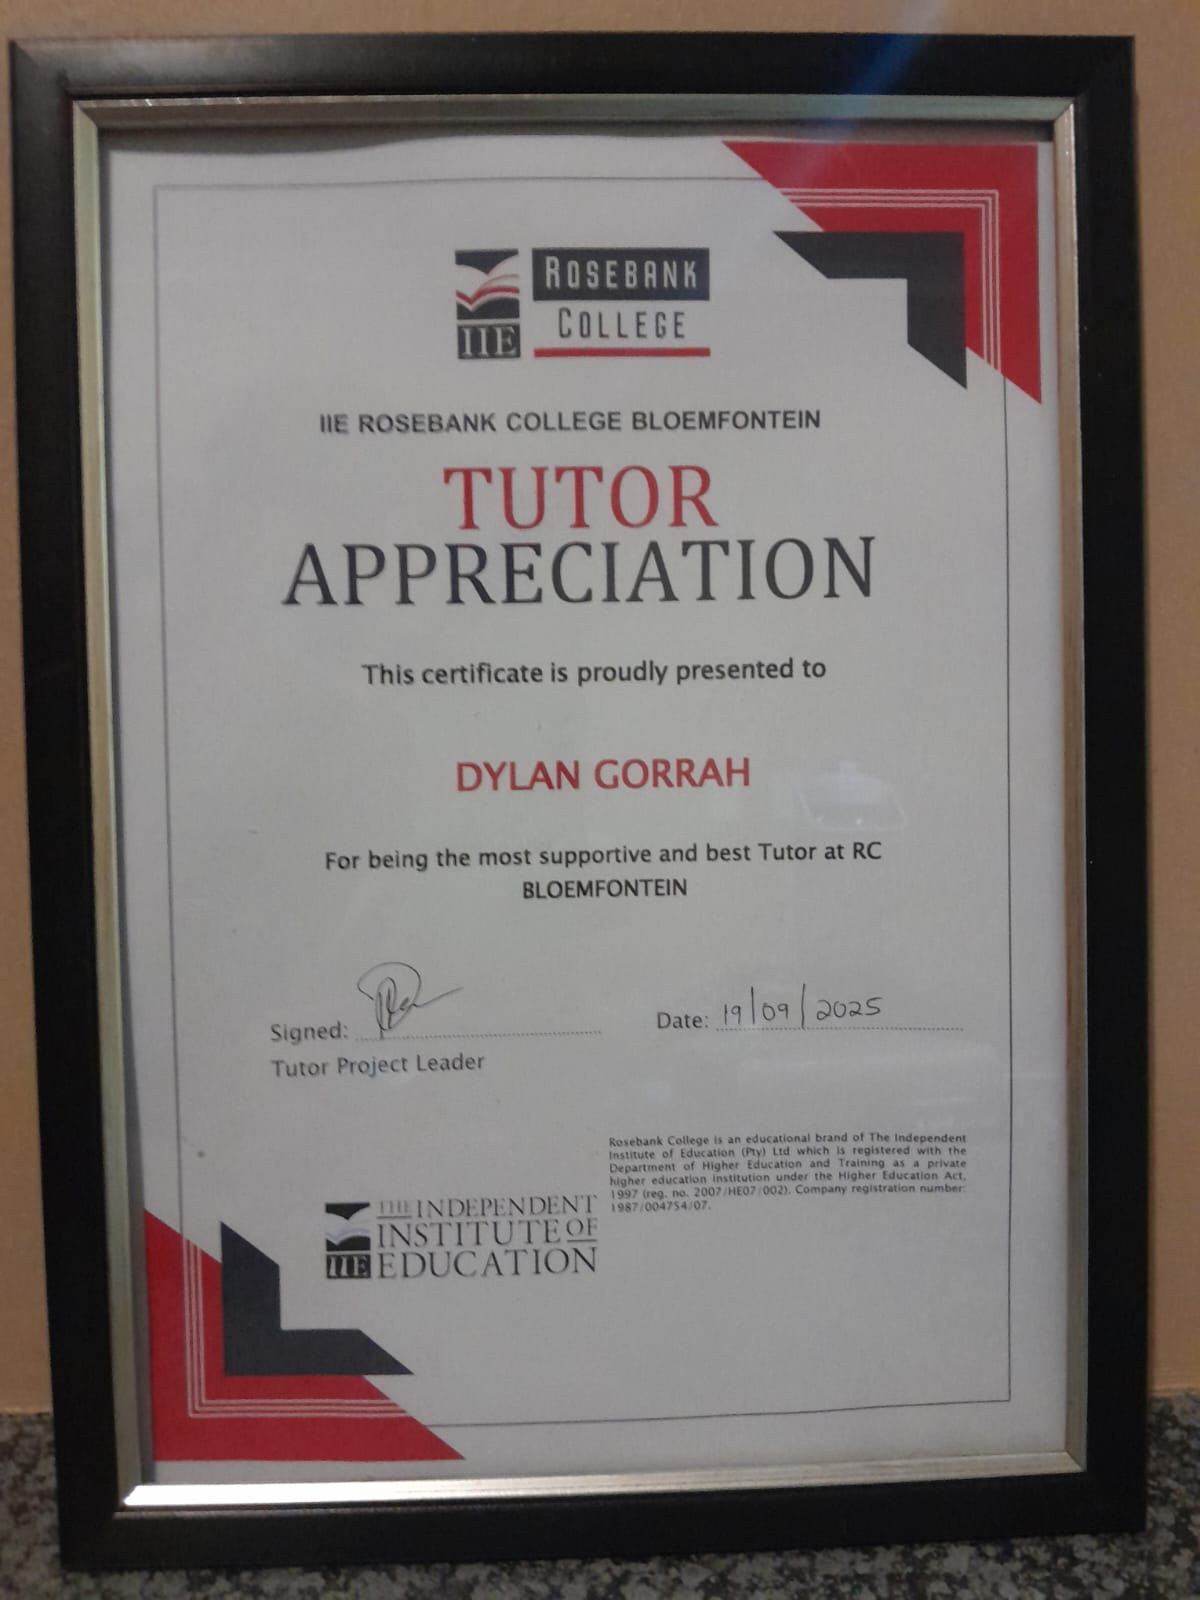 ROSEBANK
COLLEGE
IIE
IIE ROSEBANK COLLEGE BLOEMFONTEIN
TUTOR
APPRECIATION
This certificate is proudly presented to
DYLAN GORRAH
For being the most supportive and best Tutor at RC
BLOEMFONTEIN
Signed:
Date: 19/09/2025
Tutor Project Leader
Rosebank College is an educational brand of The Independent
Institute of Education (Pty) Ltd which is registered with the
Department of Higher Education and Training as a private
higher education institution under the Higher Education Act,
1997 (reg. no. 2007/HE07/002). Company registration number:
1987/004754/07.
THE INDEPENDENT
INSTITUTE OF
IIE EDUCATION